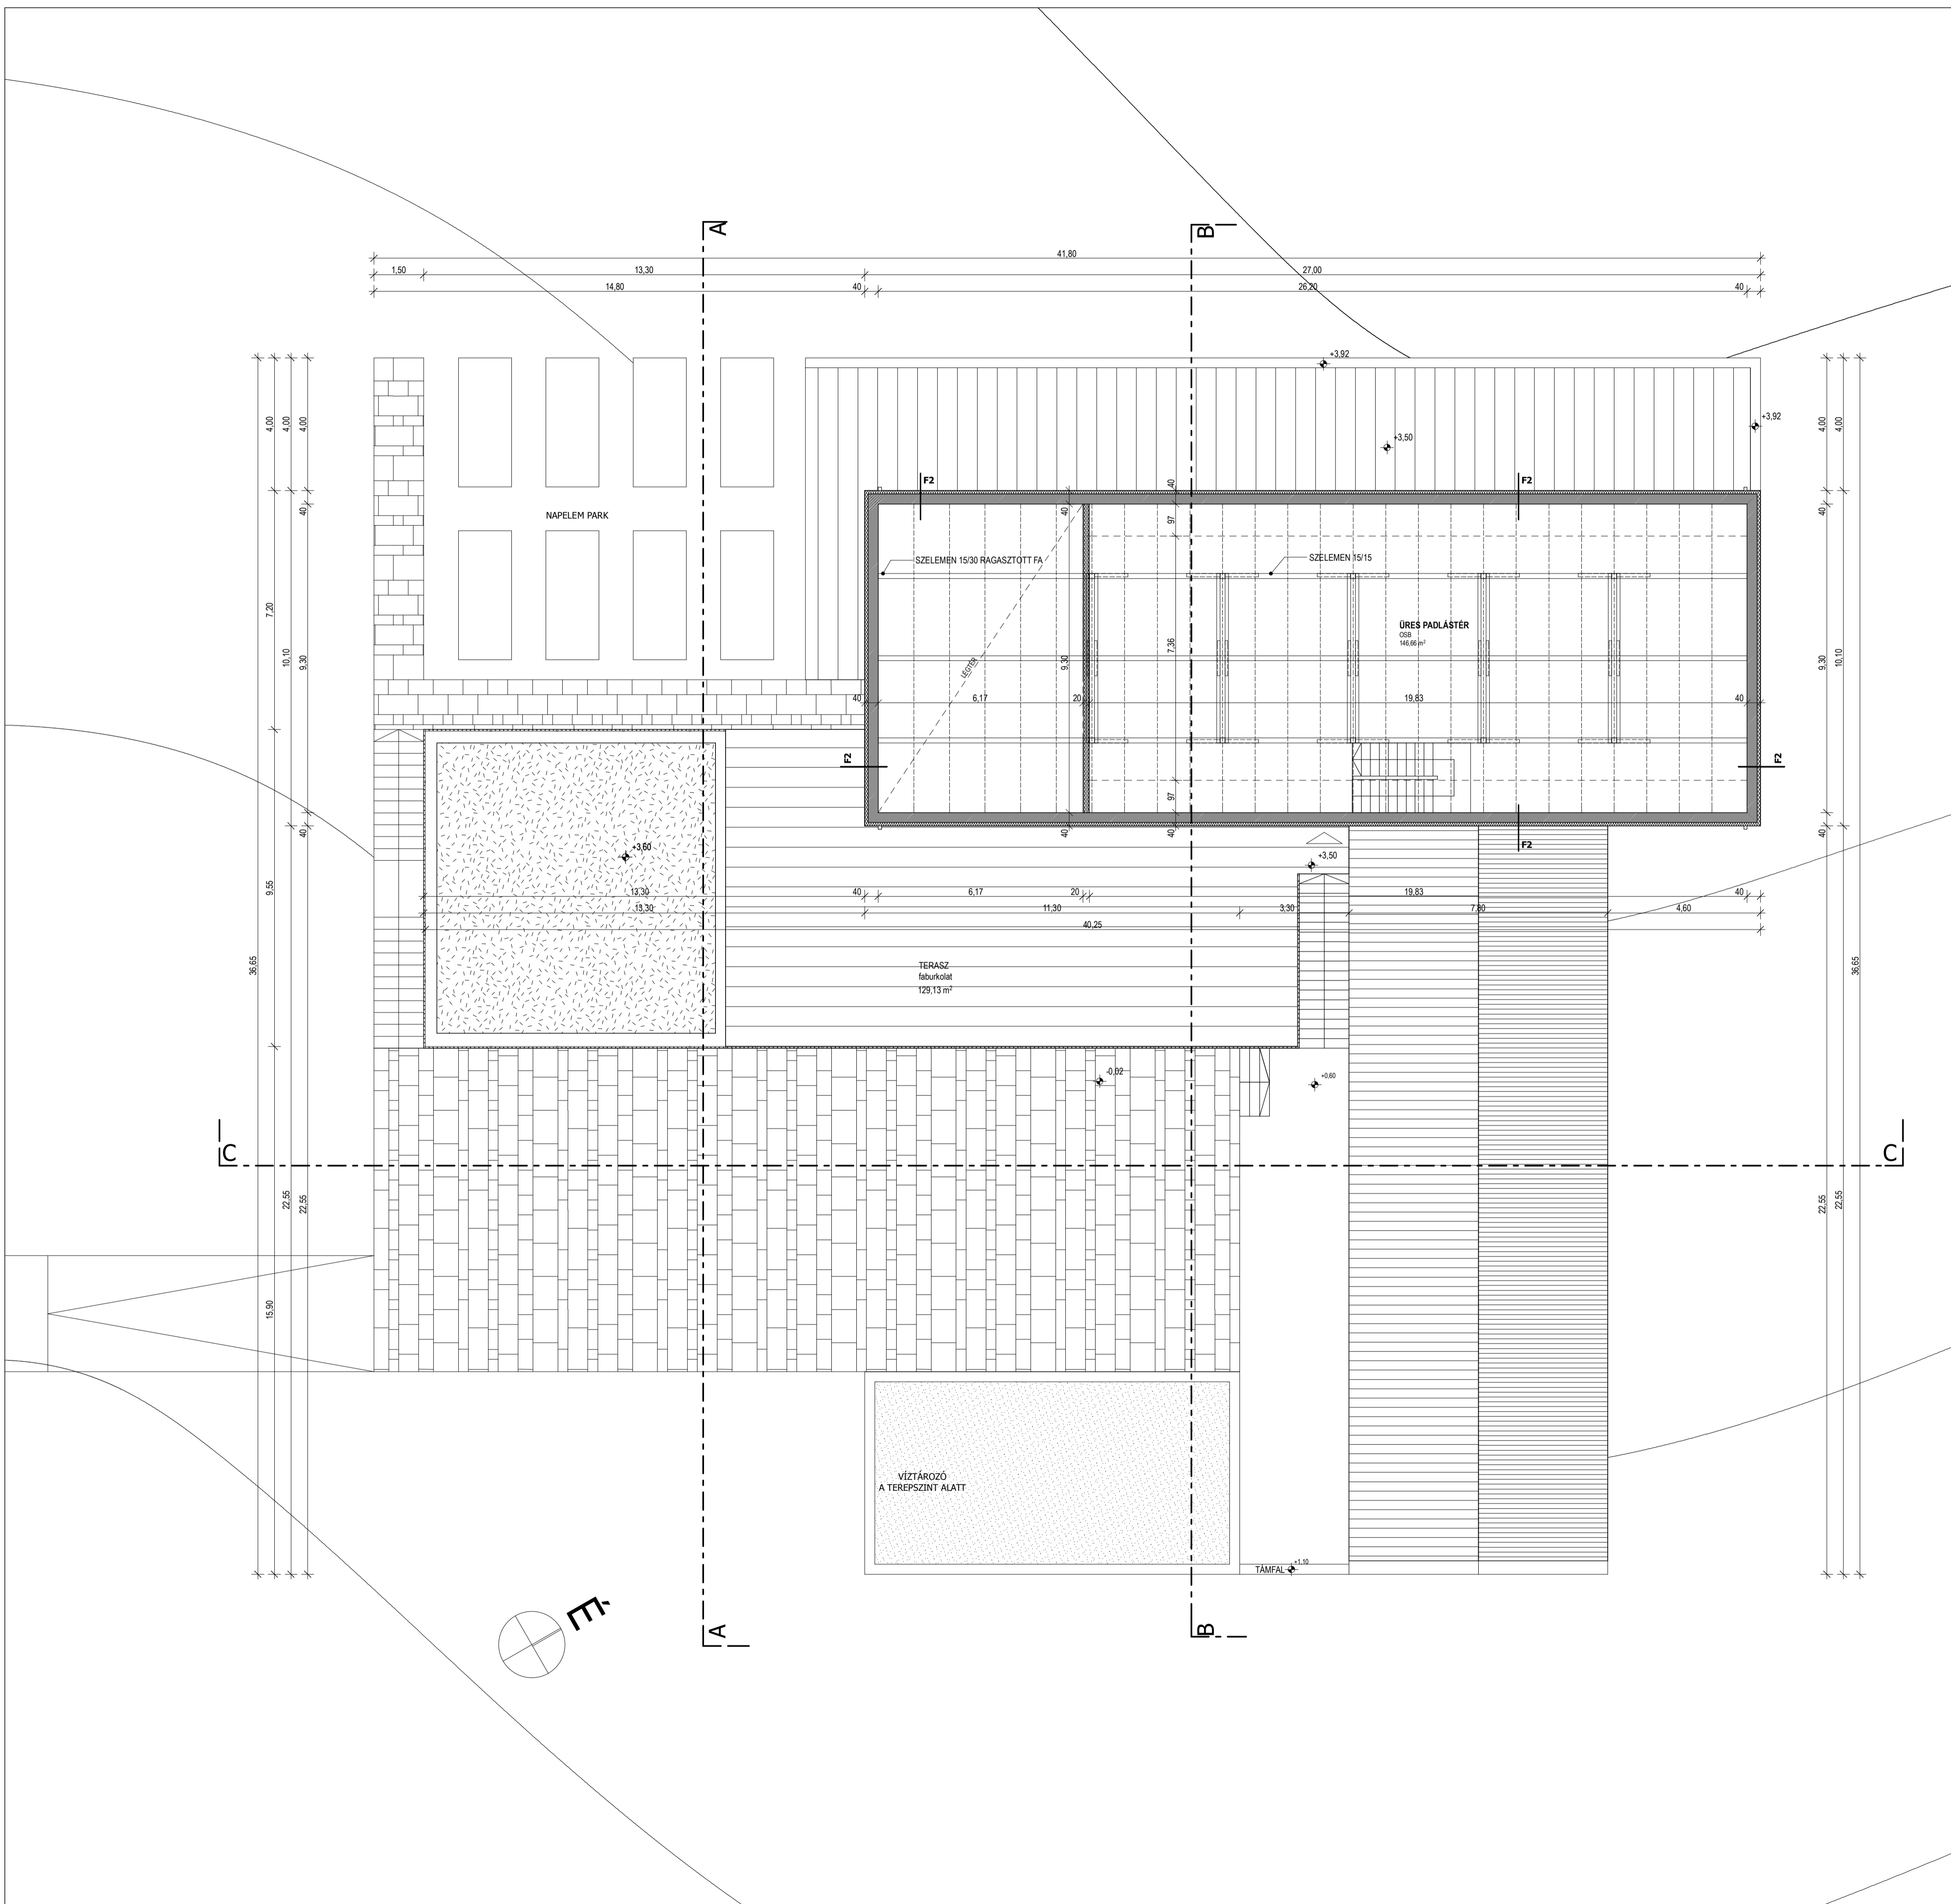 A
B
41,80
1,50
13,30
27,00
14,80
40
26,20
40
+3,92
+3,92
+3,50
4,00
4,00
4,00
4,00
4,00
F2
F2
40
40
40
97
40
NAPELEM PARK
SZELEMEN 15/30 RAGASZTOTT FA
SZELEMEN 15/15
ÜRES PADLÁSTÉR
OSB
146,66 m²
7,20
10,10
9,30
LÉGTÉR
9,30
7,36
9,30
10,10
40
6,17
20
19,83
40
F2
F2
97
40
40
40
40
F2
+3,60
+3,50
9,55
13,30
40
6,17
20
19,83
40
13,30
11,30
3,30
7,80
4,60
40,25
36,65
36,65
TERASZ
faburkolat
129,13 m²
-0,02
+0,60
C
C
22,55
22,55
22,55
22,55
15,90
VÍZTÁROZÓ
A TEREPSZINT ALATT
TÁMFAL
+1,10
É
A
B